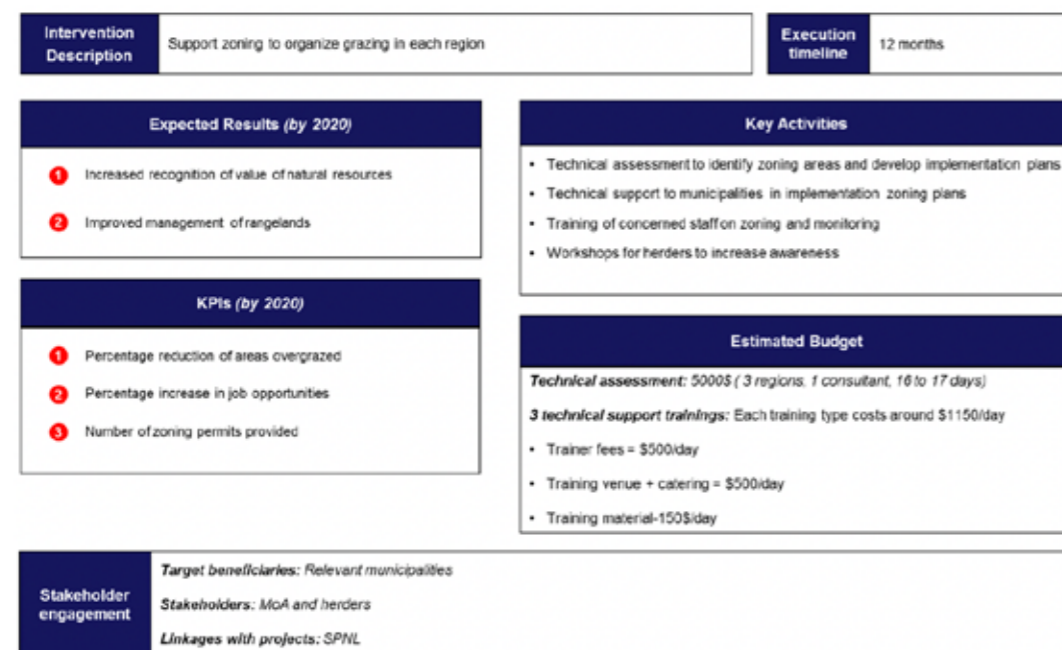 Intervention
Description
Support zoning to organize grazing in each region
Execution
timeline
12 months
Expected Results (by 2020)
1 Increased recognition of value of natural resources
2 Improved management of rangelands
KPIs (by 2020)
1 Percentage reduction of areas overgrazed
2 Percentage increase in job opportunities
3 Number of zoning permits provided
Key Activities
• Technical assessment to identify zoning areas and develop implementation plans
• Technical support to municipalities in implementation zoning plans
• Training of concerned staff on zoning and monitoring
• Workshops for herders to increase awareness
Estimated Budget
Technical assessment: 5000$ ( 3 regions, 1 consultant, 16 to 17 days)
3 technical support trainings: Each training type costs around $1150/day
• Trainer fees = $500/day
• Training venue + catering = $500/day
• Training material-150$/day
Stakeholder
engagement
Target beneficiaries: Relevant municipalities
Stakeholders: MoA and herders
Linkages with projects: SPNL